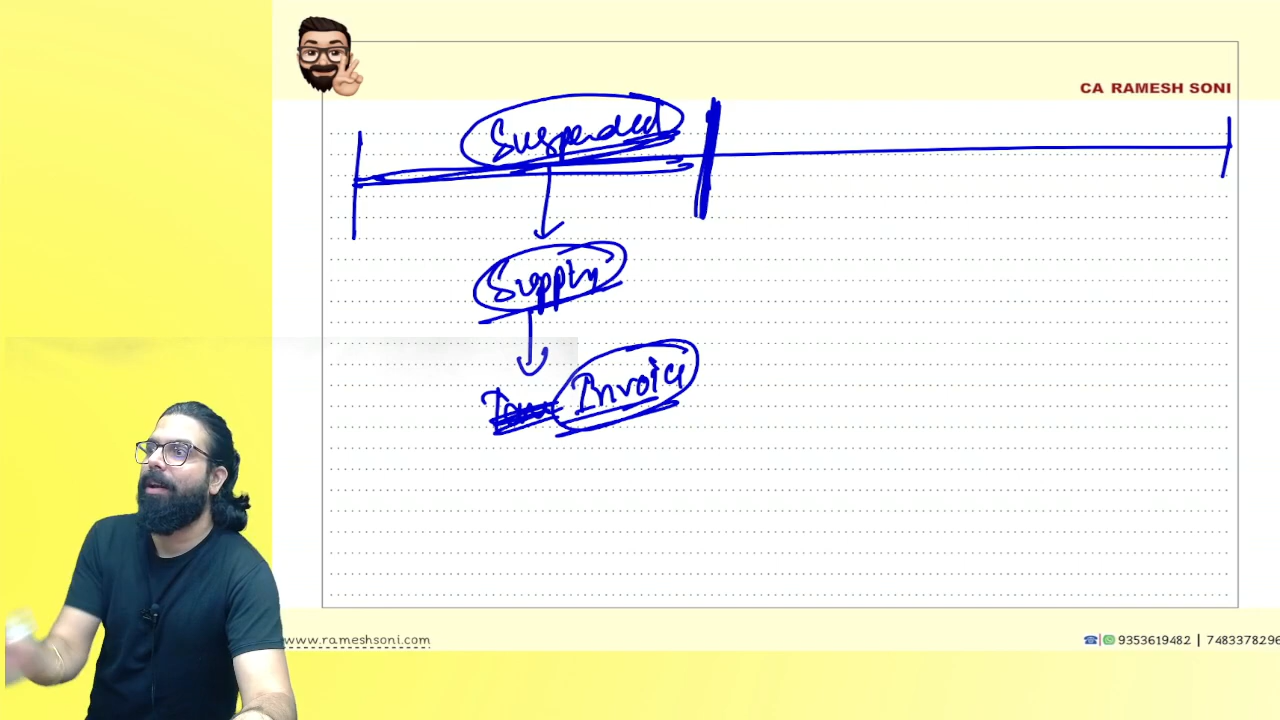 CA RAMESH SONI
Suspended
Supply
Invoice
www.rameshsoni.com
9353619482 | 7483378296